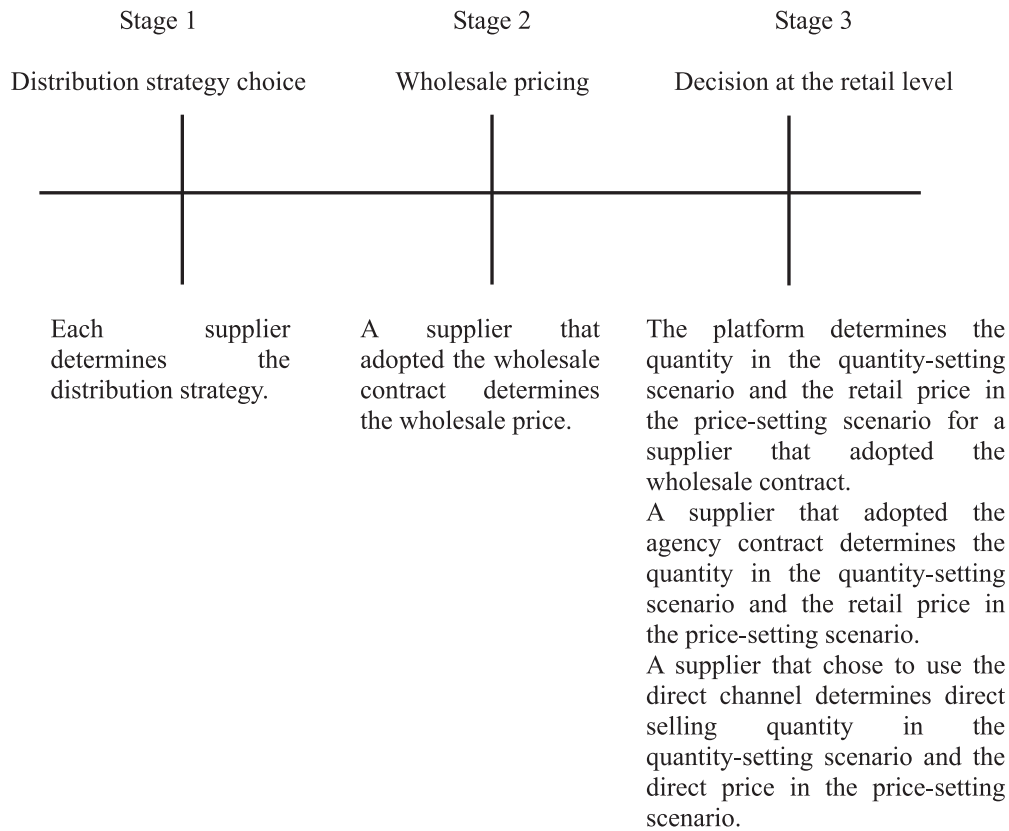 Stage 1
Stage 2
Stage 3
Distribution strategy choice
Wholesale pricing
Decision at the retail level
Each supplier
determines the
distribution strategy.
A supplier that
adopted the wholesale
contract determines
the wholesale price.
The platform determines the
quantity in the quantity-setting
scenario and the retail price in
the price-setting scenario for a
supplier that adopted the
wholesale contract.
A supplier that adopted the
agency contract determines the
quantity in the quantity-setting
scenario and the retail price in
the price-setting scenario.
A supplier that chose to use the
direct channel determines direct
selling quantity in the
quantity-setting scenario and the
direct price in the price-setting
scenario.